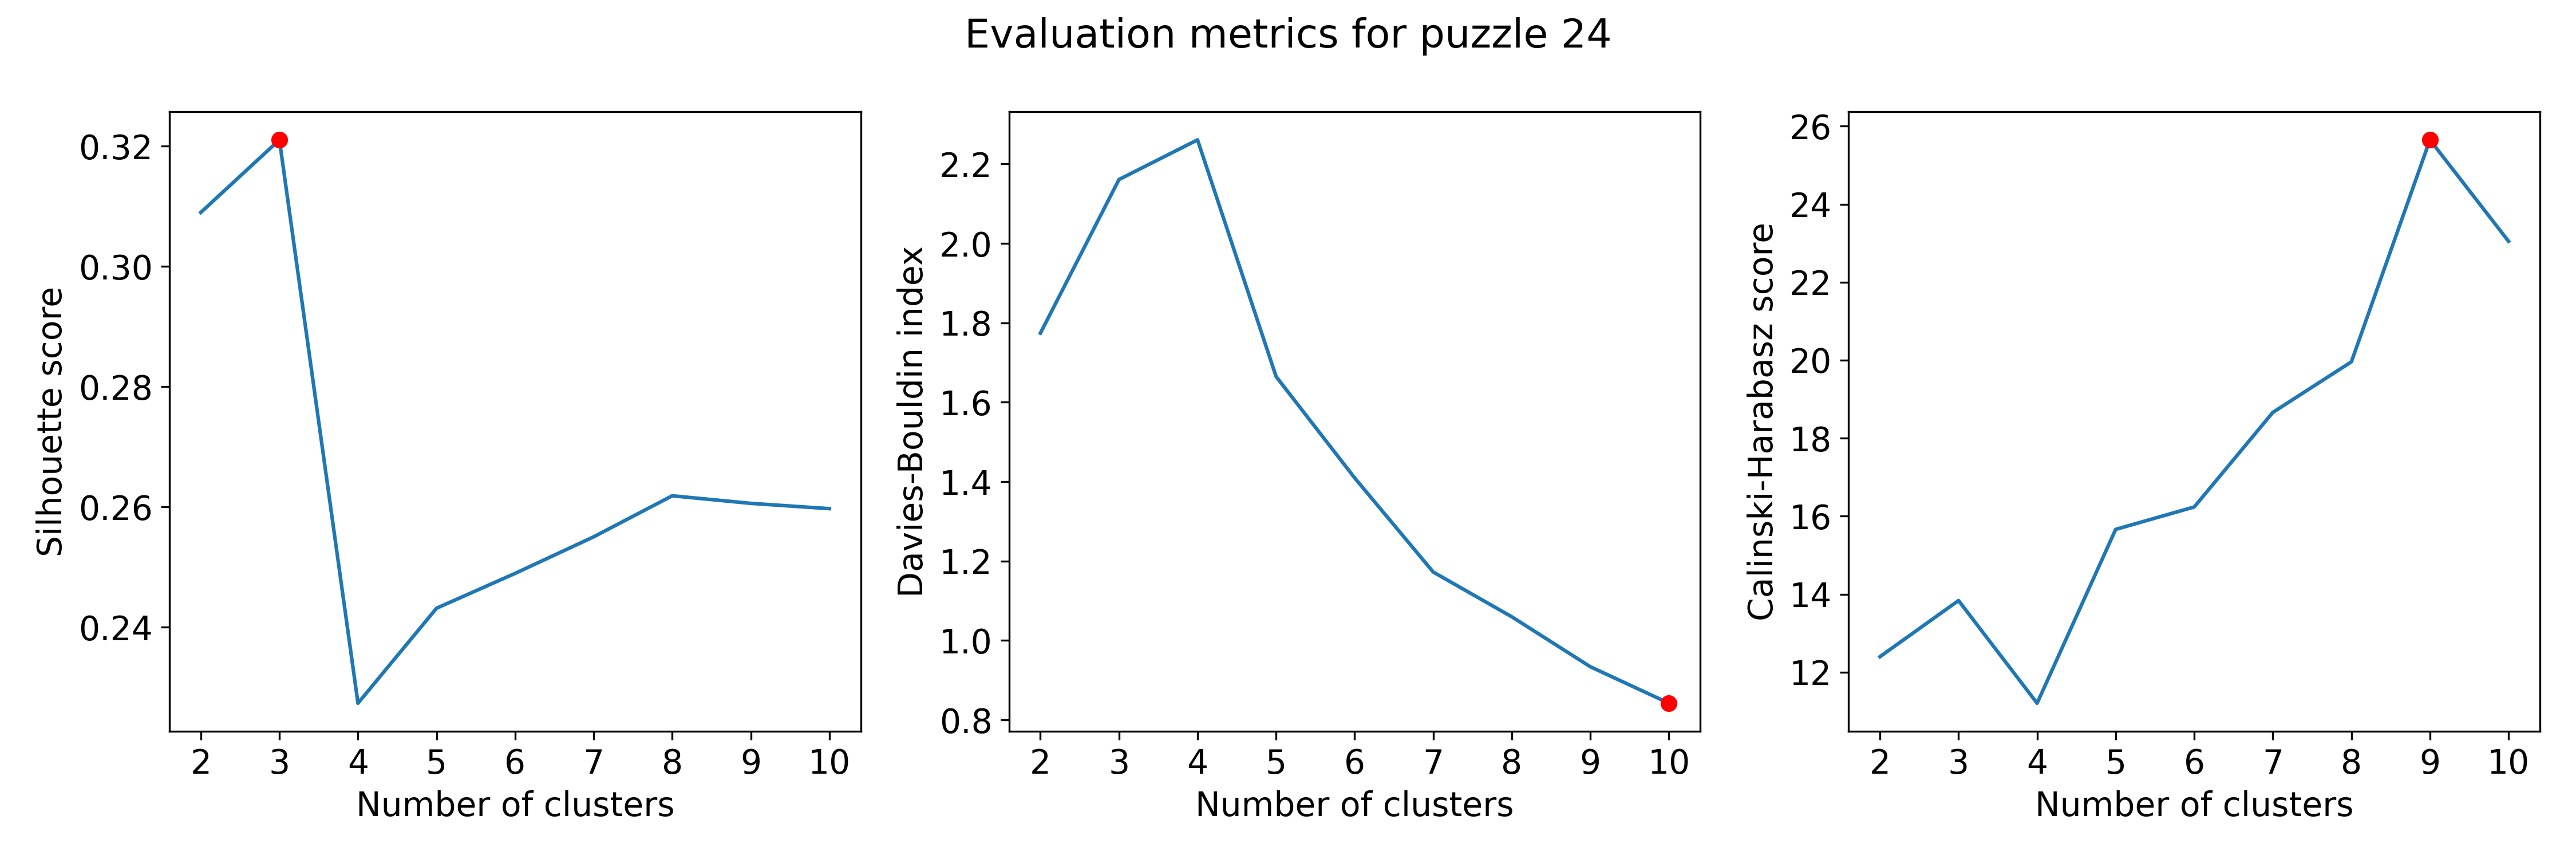 Evaluation metrics for puzzle 24
Silhouette score
0.32
0.30
0.28
0.26
0.24
2 3 4 5 6 7 8 9 10
Number of clusters
Davies-Bouldin index
2.2
2.0
1.8
1.6
1.4
1.2
1.0
0.8
2 3 4 5 6 7 8 9 10
Number of clusters
Calinski-Harabasz score
26
24
22
20
18
16
14
12
2 3 4 5 6 7 8 9 10
Number of clusters